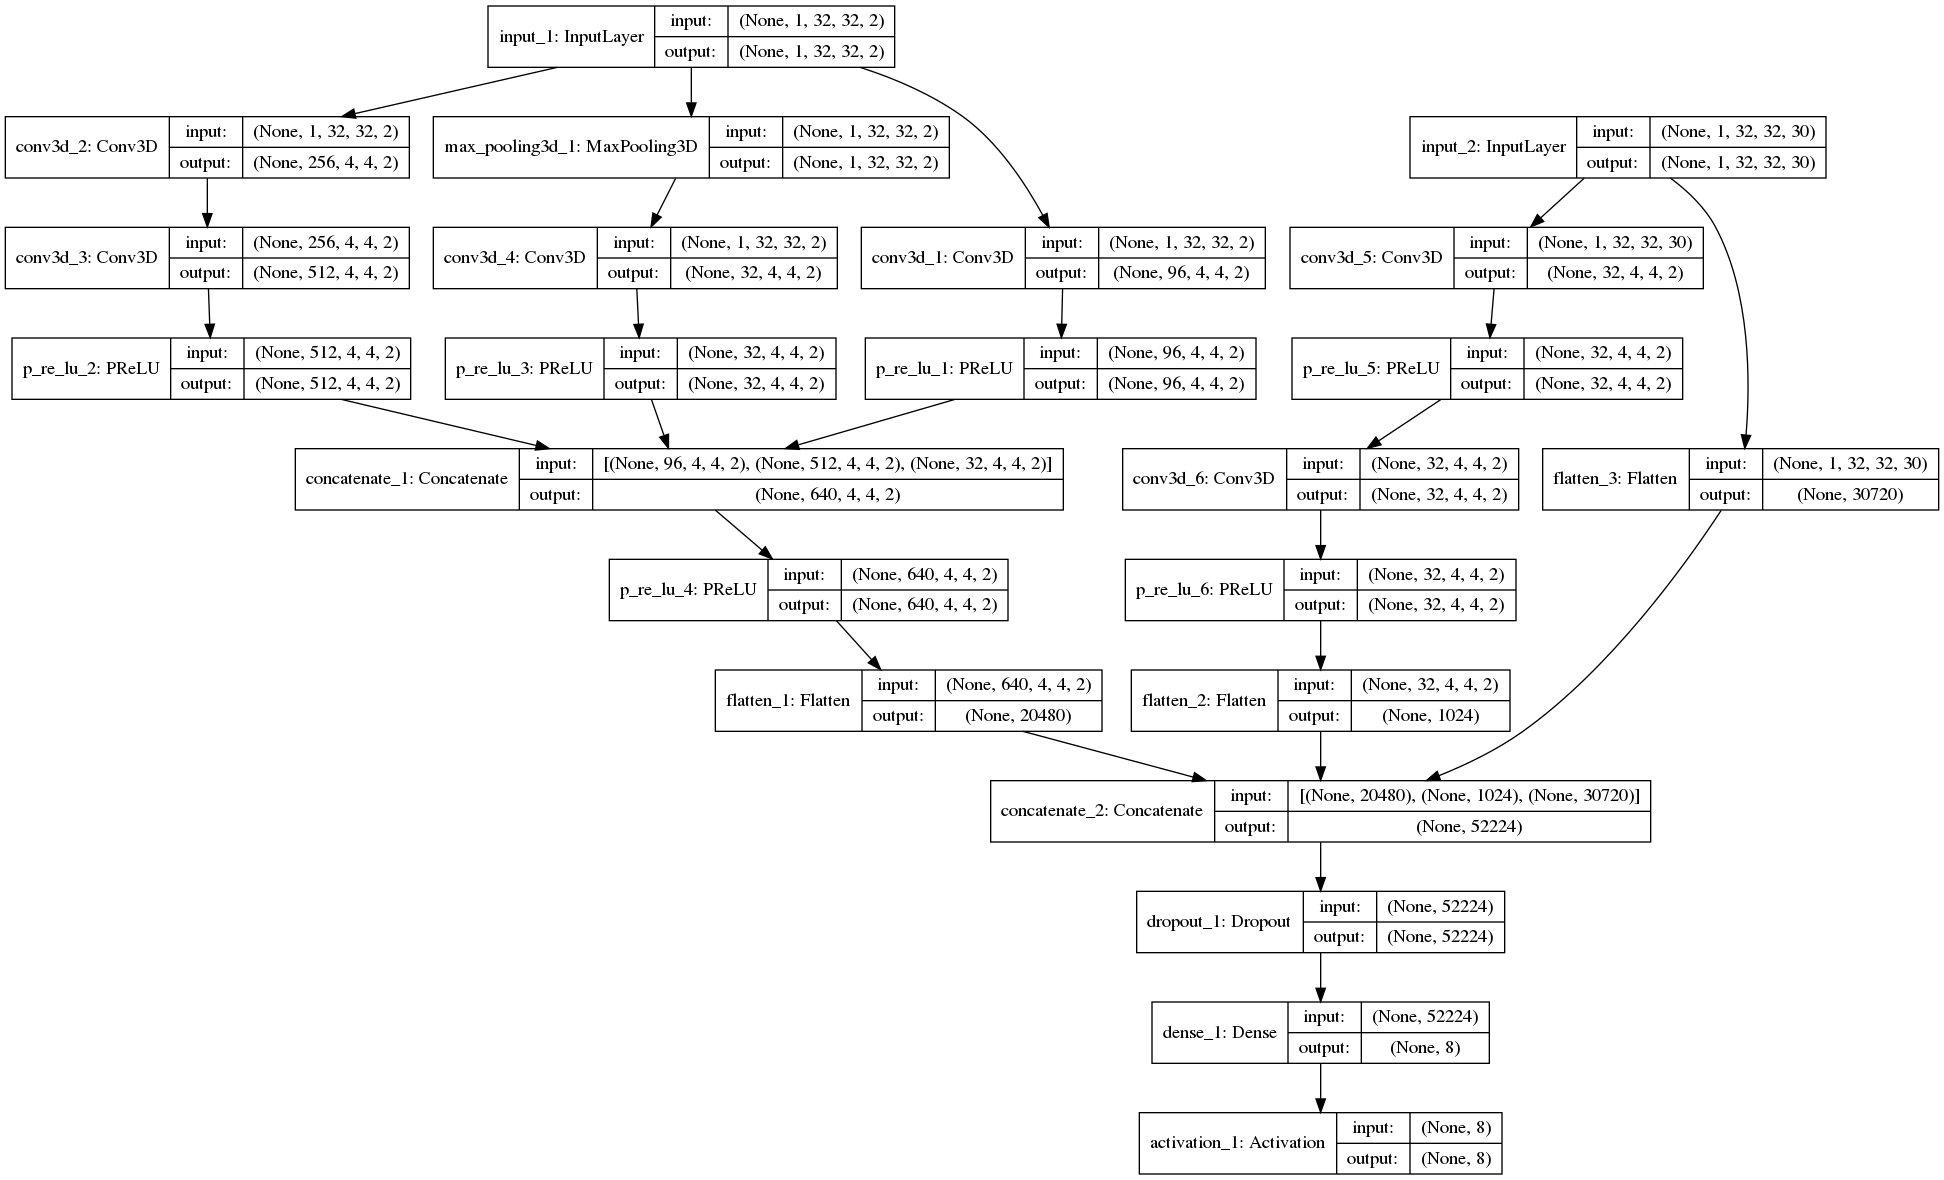 input_1: InputLayer
input:
(None, 1, 32, 32, 2)
output:
(None, 1, 32, 32, 2)
conv3d_2: Conv3D
input:
(None, 1, 32, 32, 2)
output:
(None, 256, 4, 4, 2)
max_pooling3d_1: MaxPooling3D
input:
(None, 1, 32, 32, 2)
output:
(None, 1, 32, 32, 2)
input_2: InputLayer
input:
(None, 1, 32, 32, 30)
output:
(None, 1, 32, 32, 30)
conv3d_3: Conv3D
input:
(None, 256, 4, 4, 2)
output:
(None, 512, 4, 4, 2)
conv3d_4: Conv3D
input:
(None, 1, 32, 32, 2)
output:
(None, 32, 4, 4, 2)
conv3d_1: Conv3D
input:
(None, 1, 32, 32, 2)
output:
(None, 96, 4, 4, 2)
conv3d_5: Conv3D
input:
(None, 1, 32, 32, 30)
output:
(None, 32, 4, 4, 2)
p_re_lu_2: PReLU
input:
(None, 512, 4, 4, 2)
output:
(None, 512, 4, 4, 2)
p_re_lu_3: PReLU
input:
(None, 32, 4, 4, 2)
output:
(None, 32, 4, 4, 2)
p_re_lu_1: PReLU
input:
(None, 96, 4, 4, 2)
output:
(None, 96, 4, 4, 2)
p_re_lu_5: PReLU
input:
(None, 32, 4, 4, 2)
output:
(None, 32, 4, 4, 2)
concatenate_1: Concatenate
input:
[(None, 96, 4, 4, 2), (None, 512, 4, 4, 2), (None, 32, 4, 4, 2)]
output:
(None, 640, 4, 4, 2)
conv3d_6: Conv3D
input:
(None, 32, 4, 4, 2)
output:
(None, 32, 4, 4, 2)
flatten_3: Flatten
input:
(None, 1, 32, 32, 30)
output:
(None, 30720)
p_re_lu_4: PReLU
input:
(None, 640, 4, 4, 2)
output:
(None, 640, 4, 4, 2)
p_re_lu_6: PReLU
input:
(None, 32, 4, 4, 2)
output:
(None, 32, 4, 4, 2)
flatten_1: Flatten
input:
(None, 640, 4, 4, 2)
output:
(None, 20480)
flatten_2: Flatten
input:
(None, 32, 4, 4, 2)
output:
(None, 1024)
concatenate_2: Concatenate
input:
[(None, 20480), (None, 1024), (None, 30720)]
output:
(None, 52224)
dropout_1: Dropout
input:
(None, 52224)
output:
(None, 52224)
dense_1: Dense
input:
(None, 52224)
output:
(None, 8)
activation_1: Activation
input:
(None, 8)
output:
(None, 8)